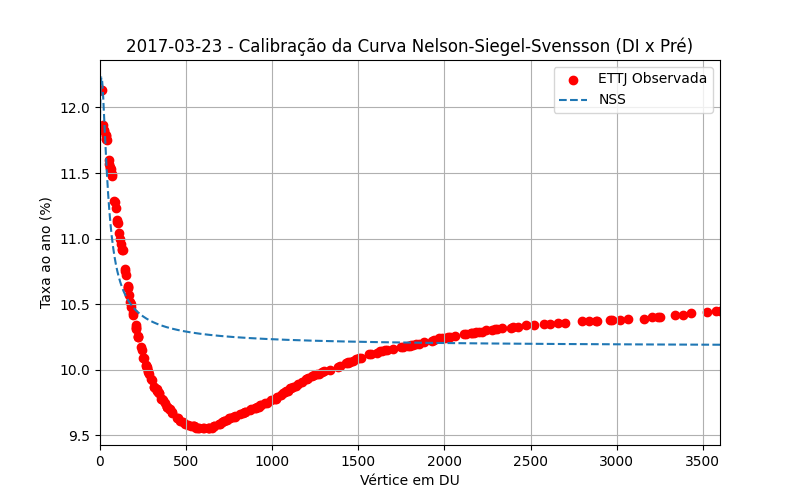 2017-03-23 - Calibração da Curva Nelson-Siegel-Svensson (DI x Pré)
ETTJ Observada
NSS
Taxa ao ano (%)
12.0
11.5
11.0
10.5
10.0
9.5
0 500 1000 1500 2000 2500 3000 3500
Vértice em DU